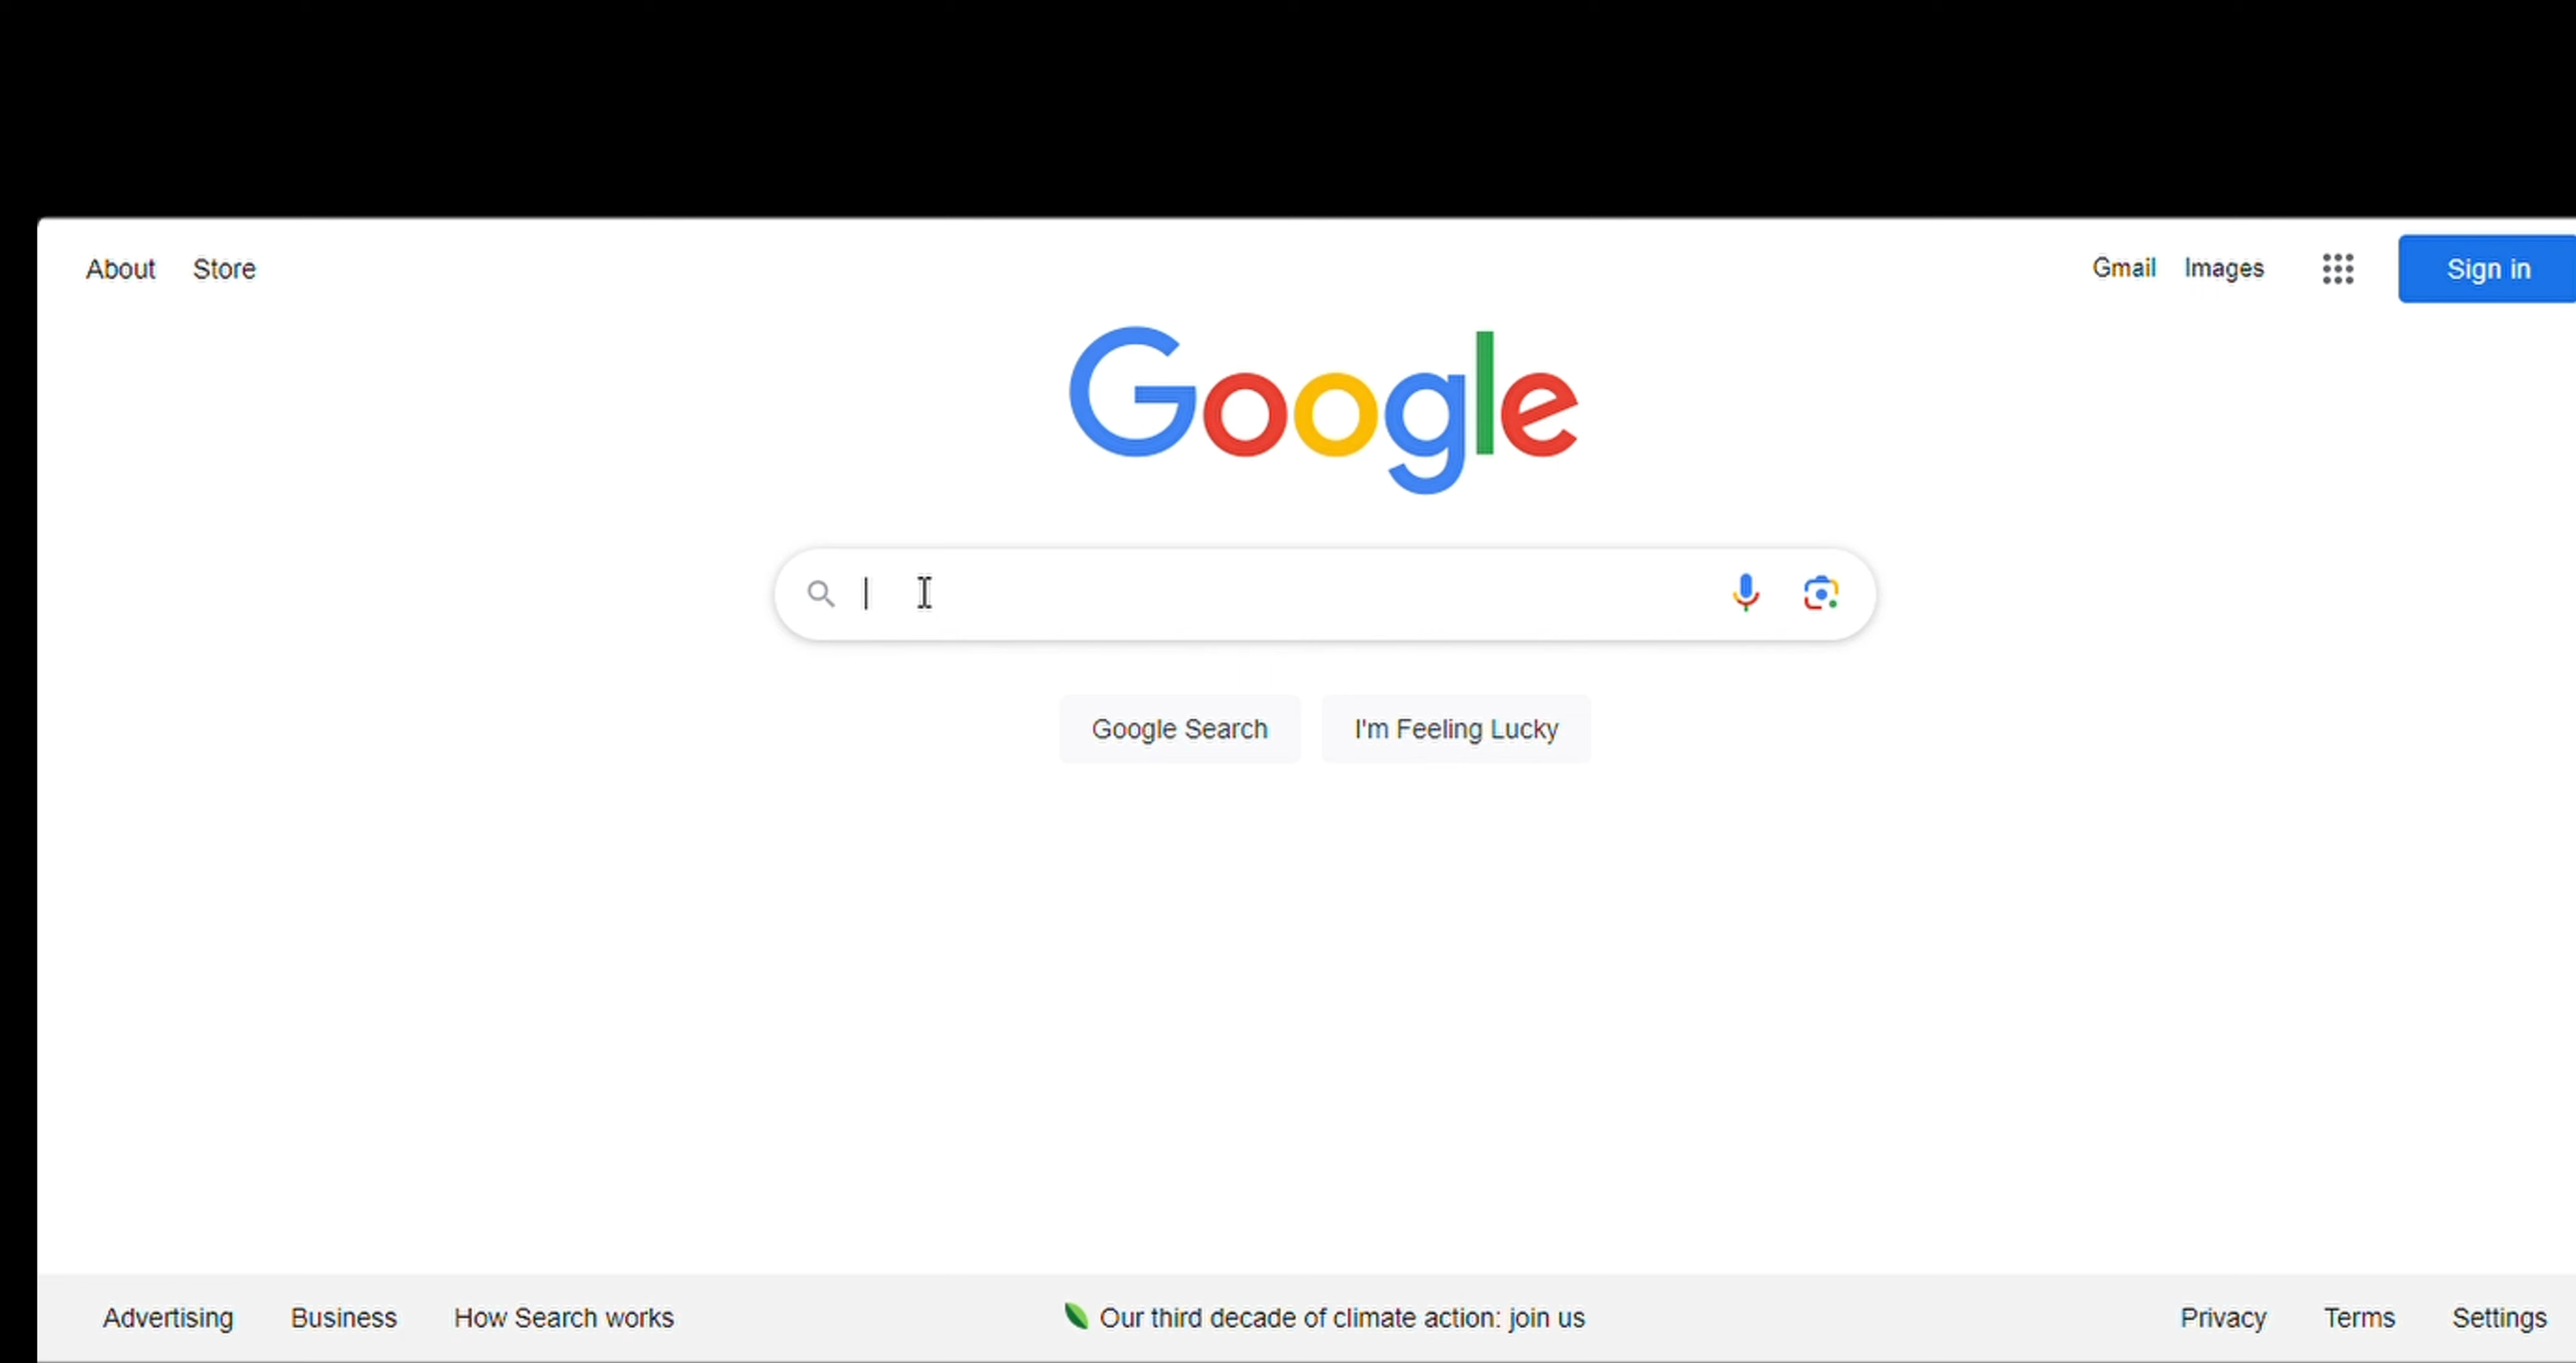 About Store
Gmail Images Sign in
Google
Google Search I'm Feeling Lucky
Advertising Business How Search works Our third decade of climate action: join us Privacy Terms Settings